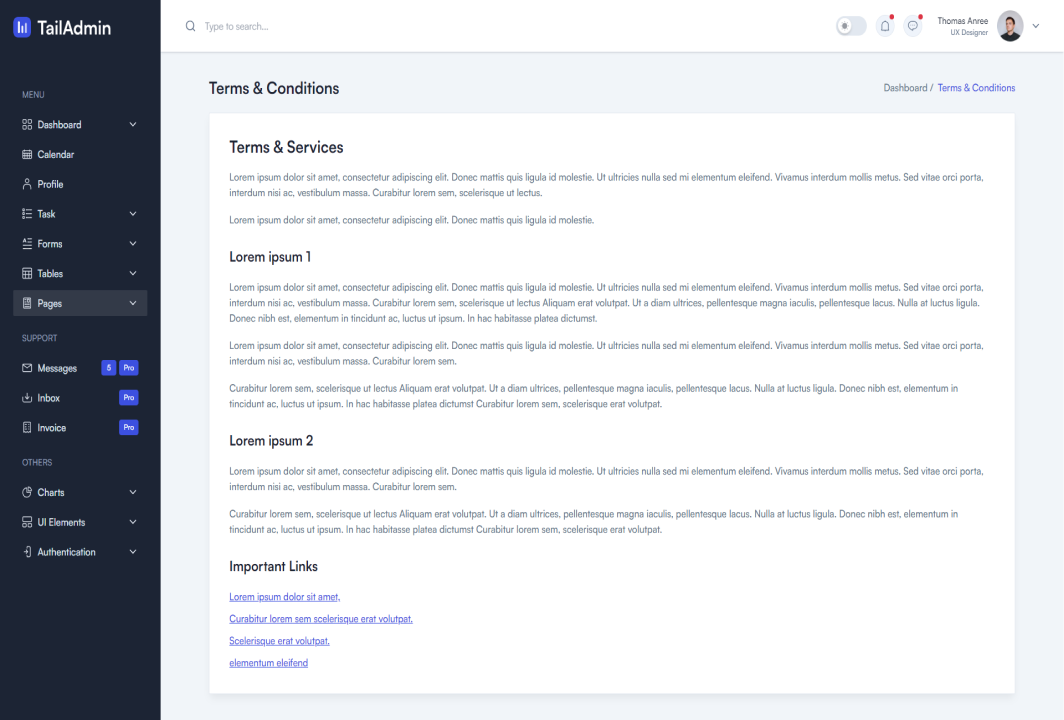 TailAdmin
Type to search...
Thomas Anree
UX Designer
MENU
Dashboard
Calendar
Profile
Task
Forms
Tables
Pages
SUPPORT
Messages 5 Pro
Inbox Pro
Invoice Pro
OTHERS
Charts
UI Elements
Authentication
Terms & Conditions
Dashboard / Terms & Conditions
Terms & Services
Lorem ipsum dolor sit amet, consectetur adipiscing elit. Donec mattis quis ligula id molestie. Ut ultricies nulla sed mi elementum eleifend. Vivamus interdum mollis metus. Sed vitae orci porta,
interdum nisi ac, vestibulum massa. Curabitur lorem sem, scelerisque ut lectus.
Lorem ipsum dolor sit amet, consectetur adipiscing elit. Donec mattis quis ligula id molestie.
Lorem ipsum 1
Lorem ipsum dolor sit amet, consectetur adipiscing elit. Donec mattis quis ligula id molestie. Ut ultricies nulla sed mi elementum eleifend. Vivamus interdum mollis metus. Sed vitae orci porta,
interdum nisi ac, vestibulum massa. Curabitur lorem sem, scelerisque ut lectus Aliquam erat volutpat. Ut a diam ultrices, pellentesque magna iaculis, pellentesque lacus. Nulla at luctus ligula.
Donec nibh est, elementum in tincidunt ac, luctus ut ipsum. In hac habitasse platea dictumst.
Lorem ipsum dolor sit amet, consectetur adipiscing elit. Donec mattis quis ligula id molestie. Ut ultricies nulla sed mi elementum eleifend. Vivamus interdum mollis metus. Sed vitae orci porta,
interdum nisi ac, vestibulum massa. Curabitur lorem sem.
Curabitur lorem sem, scelerisque ut lectus Aliquam erat volutpat. Ut a diam ultrices, pellentesque magna iaculis, pellentesque lacus. Nulla at luctus ligula. Donec nibh est, elementum in
tincidunt ac, luctus ut ipsum. In hac habitasse platea dictumst Curabitur lorem sem, scelerisque erat volutpat.
Lorem ipsum 2
Lorem ipsum dolor sit amet, consectetur adipiscing elit. Donec mattis quis ligula id molestie. Ut ultricies nulla sed mi elementum eleifend. Vivamus interdum mollis metus. Sed vitae orci porta,
interdum nisi ac, vestibulum massa. Curabitur lorem sem.
Curabitur lorem sem, scelerisque ut lectus Aliquam erat volutpat. Ut a diam ultrices, pellentesque magna iaculis, pellentesque lacus. Nulla at luctus ligula. Donec nibh est, elementum in
tincidunt ac, luctus ut ipsum. In hac habitasse platea dictumst Curabitur lorem sem, scelerisque erat volutpat.
Important Links
Lorem ipsum dolor sit amet,
Curabitur lorem sem scelerisque erat volutpat.
Scelerisque erat volutpat.
elementum eleifend